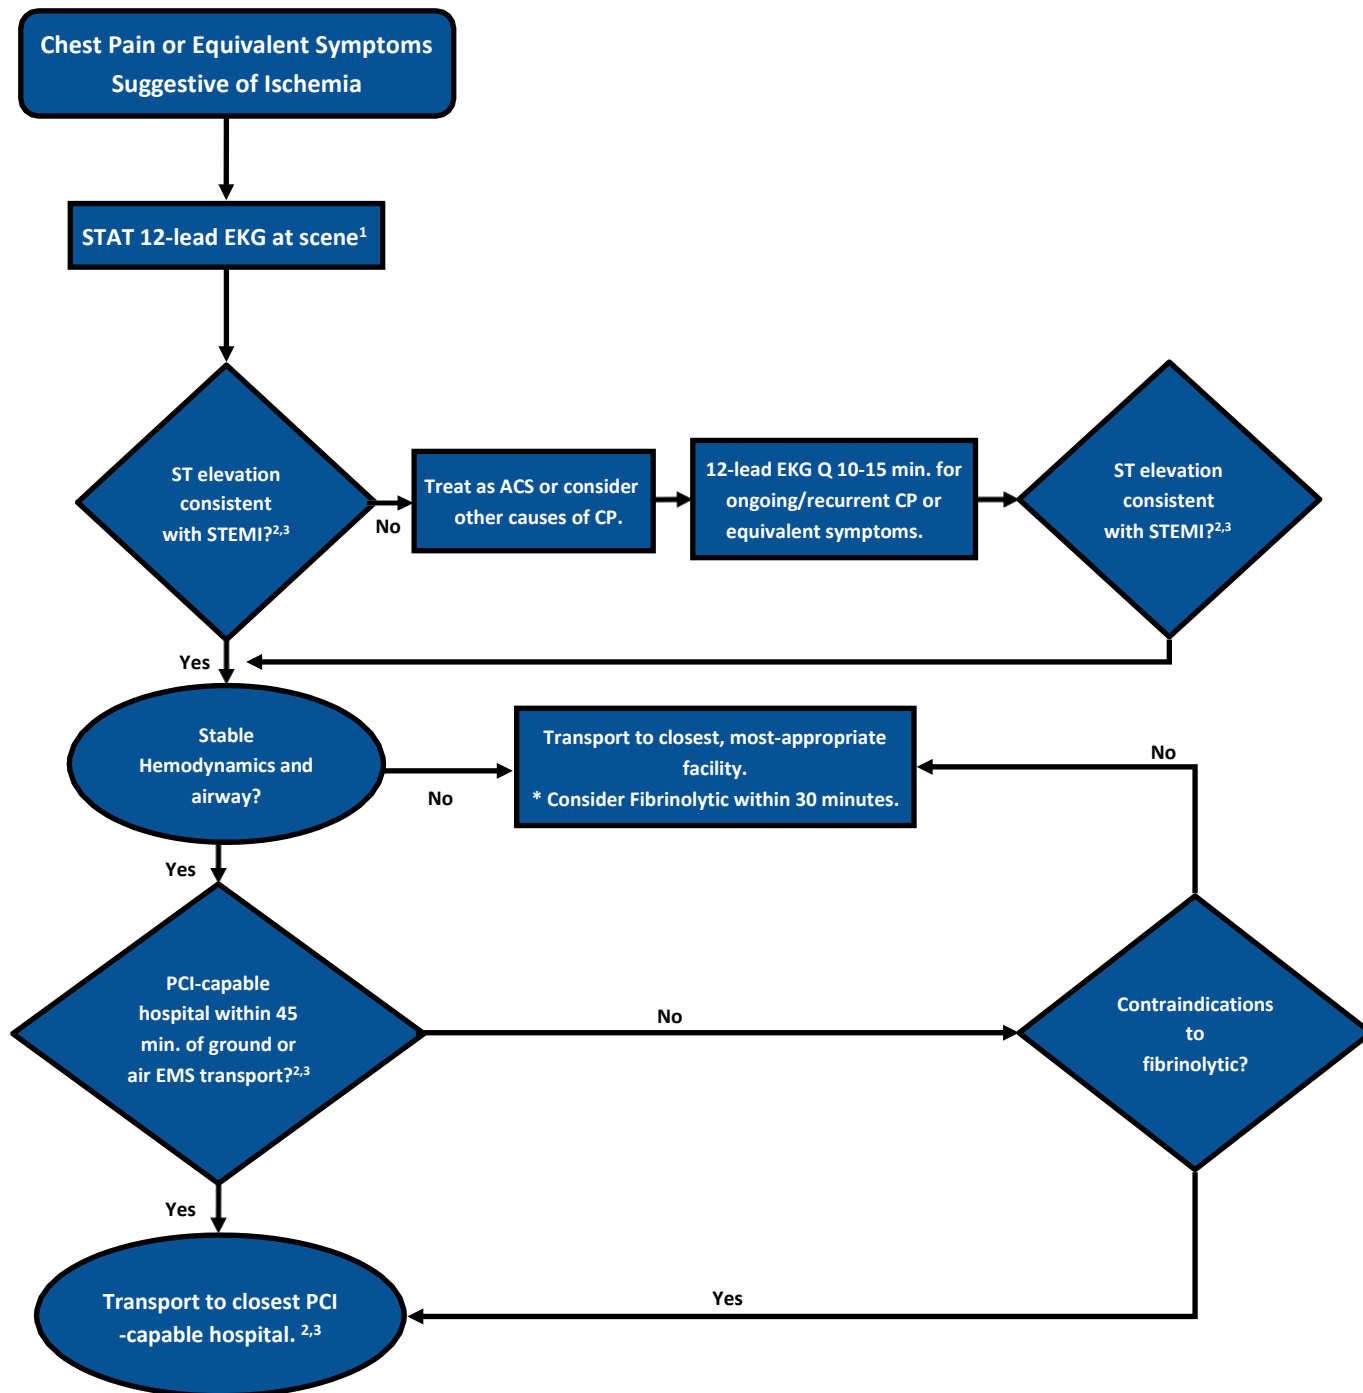 Chest Pain or Equivalent Symptoms
Suggestive of Ischemia
STAT 12-lead EKG at scene1
ST elevation
consistent
with STEMI?2,3
No
Treat as ACS or consider
other causes of CP.
12-lead EKG Q 10-15 min. for
ongoing/recurrent CP or
equivalent symptoms.
ST elevation
consistent
with STEMI?2,3
Yes
Stable
Hemodynamics and
airway?
No
Transport to closest, most-appropriate
facility.
* Consider Fibrinolytic within 30 minutes.
No
Yes
PCI-capable
hospital within 45
min. of ground or
air EMS transport?2,3
No
Contraindications
to
fibrinolytic?
Yes
Transport to closest PCI
-capable hospital. 2,3
Yes